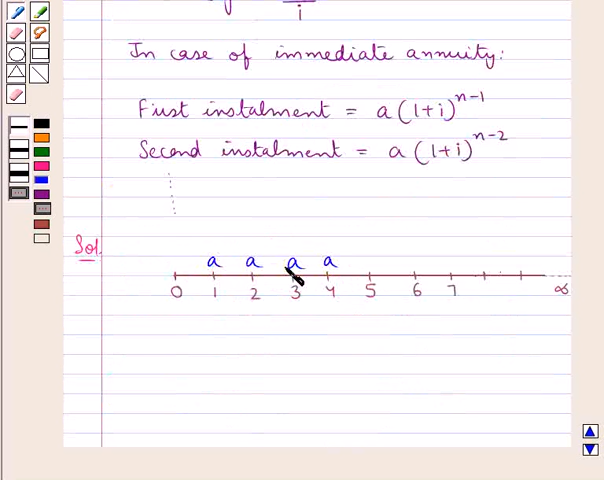 i
In case of immediate annuity:
First instalment = a(1+i)^{n-1}
Second instalment = a(1+i)^{n-2}
Sol.
a a a a
0 1 2 3 4 5 6 7 ∞